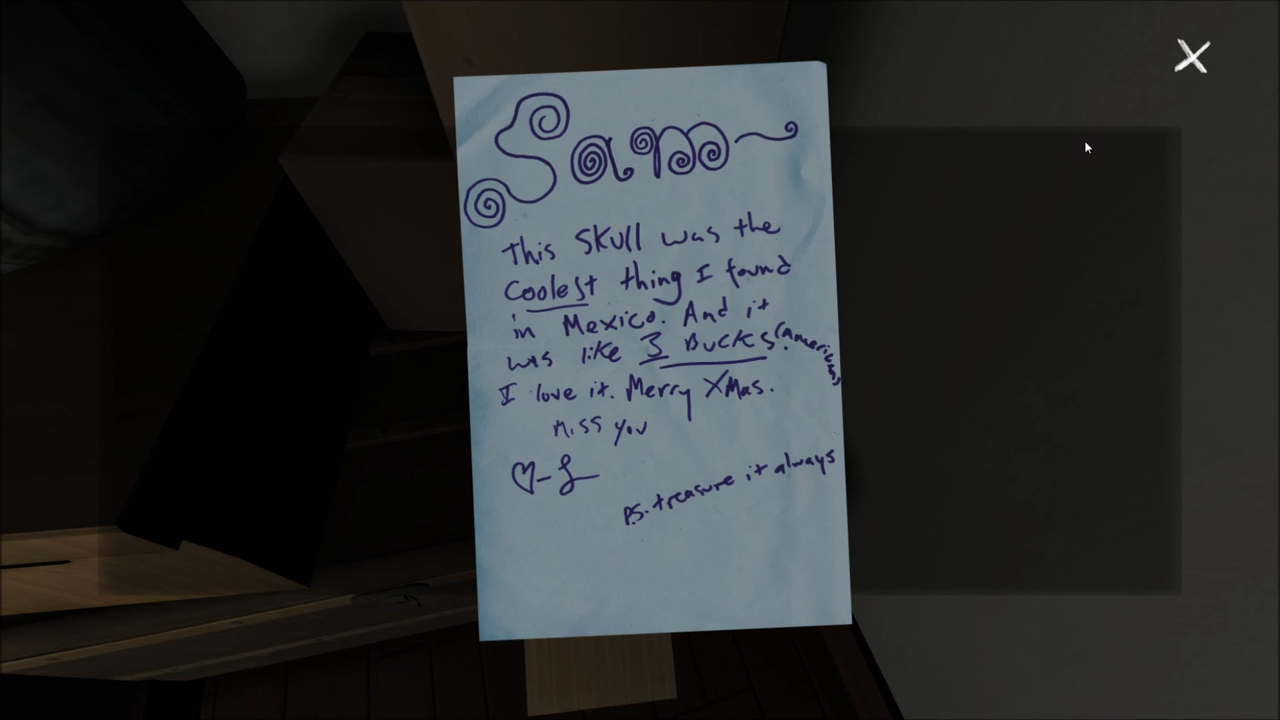 Sam
This Skull was the
Coolest thing I found
in Mexico. And it
was like 3 Bucks. (american)
I love it. Merry XMas.
Miss you
♡-L
P.S. treasure it always